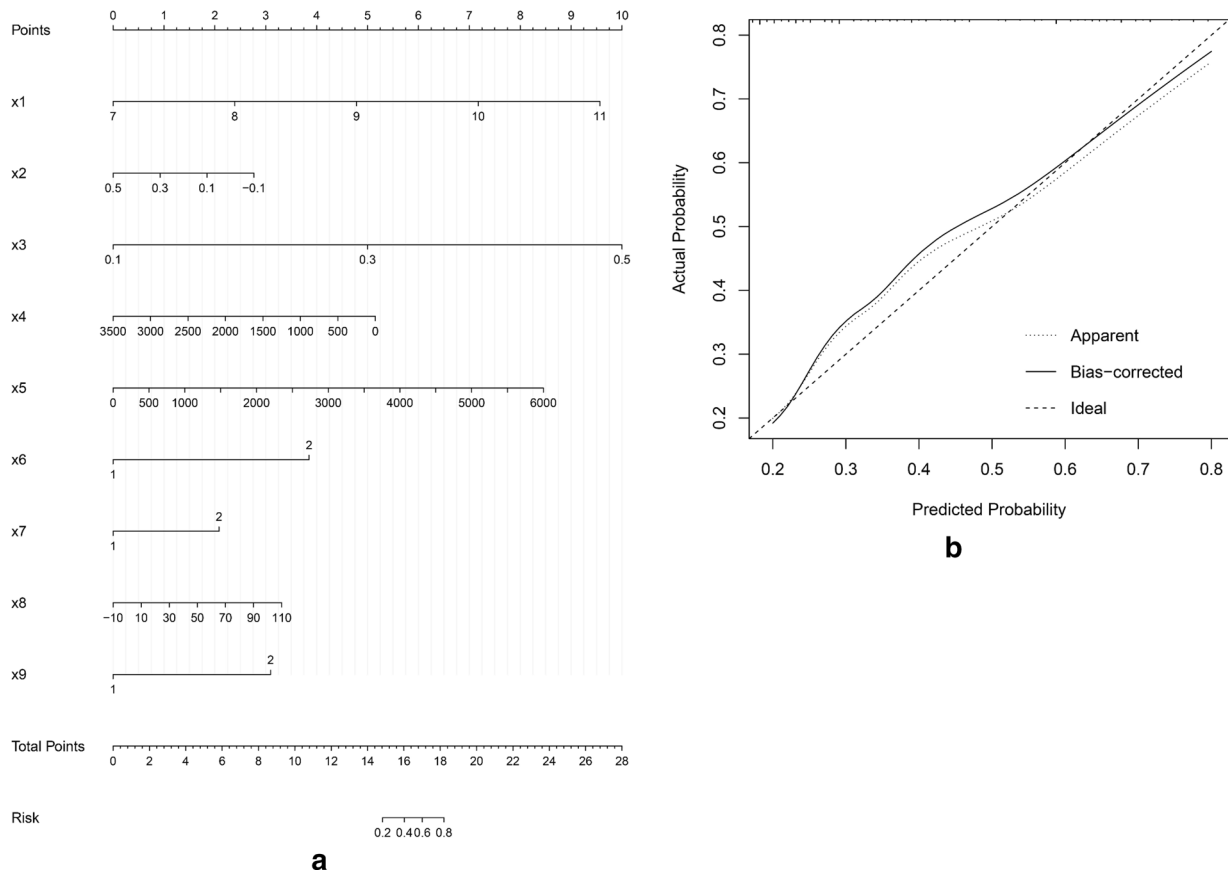 0 1 2 3 4 5 6 7 8 9 10
Points
x1
7 8 9 10 11
x2
0.5 0.3 0.1 −0.1
x3
0.1 0.3 0.5
x4
3500 3000 2500 2000 1500 1000 500 0
x5
0 500 1000 2000 3000 4000 5000 6000
2
x6
1
2
x7
1
x8
−10 10 30 50 70 90 110
2
x9
1
Total Points
0 2 4 6 8 10 12 14 16 18 20 22 24 26 28
Risk
0.2 0.4 0.6 0.8
a
Actual Probability
0.8
0.7
0.6
0.5
0.4
0.3
0.2
Apparent
Bias−corrected
Ideal
0.2 0.3 0.4 0.5 0.6 0.7 0.8
Predicted Probability
b